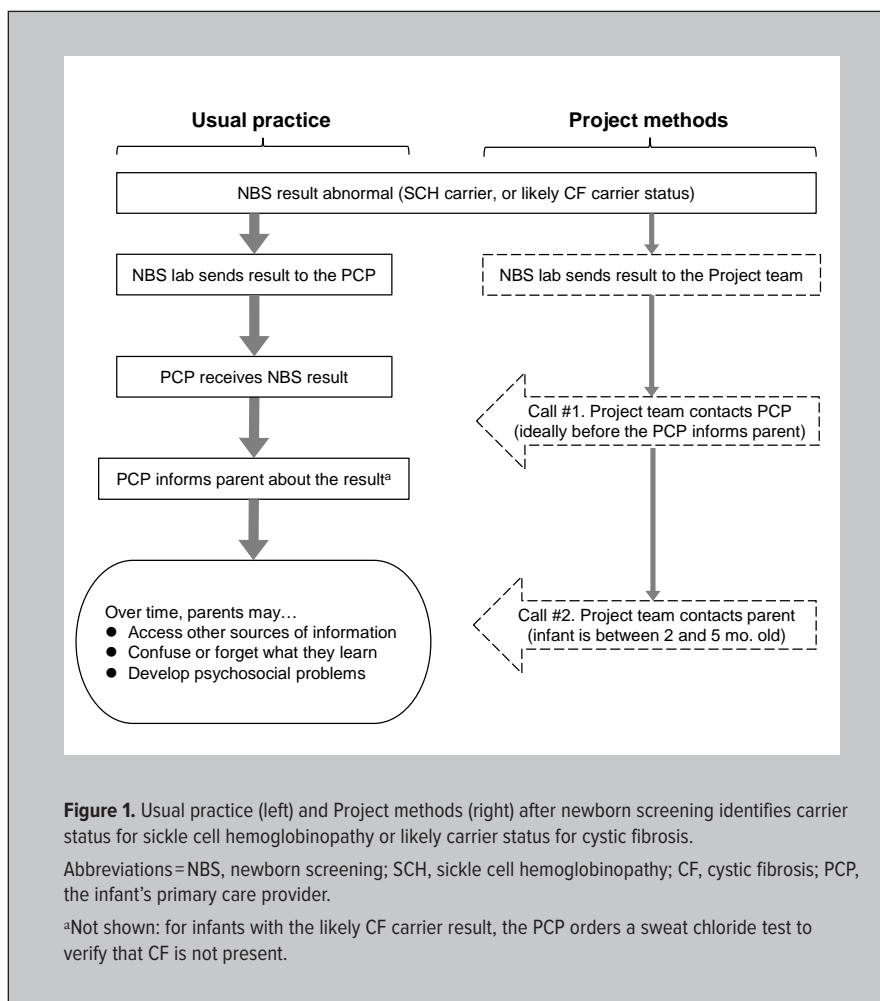 Usual practice
Project methods
NBS result abnormal (SCH carrier, or likely CF carrier status)
NBS lab sends result to the PCP
NBS lab sends result to the Project team
PCP receives NBS result
Call #1. Project team contacts PCP
(ideally before the PCP informs parent)
PCP informs parent about the resultᵃ
Over time, parents may…
● Access other sources of information
● Confuse or forget what they learn
● Develop psychosocial problems
Call #2. Project team contacts parent
(infant is between 2 and 5 mo. old)
Figure 1. Usual practice (left) and Project methods (right) after newborn screening identifies carrier
status for sickle cell hemoglobinopathy or likely carrier status for cystic fibrosis.
Abbreviations = NBS, newborn screening; SCH, sickle cell hemoglobinopathy; CF, cystic fibrosis; PCP,
the infant’s primary care provider.
ᵃNot shown: for infants with the likely CF carrier result, the PCP orders a sweat chloride test to
verify that CF is not present.